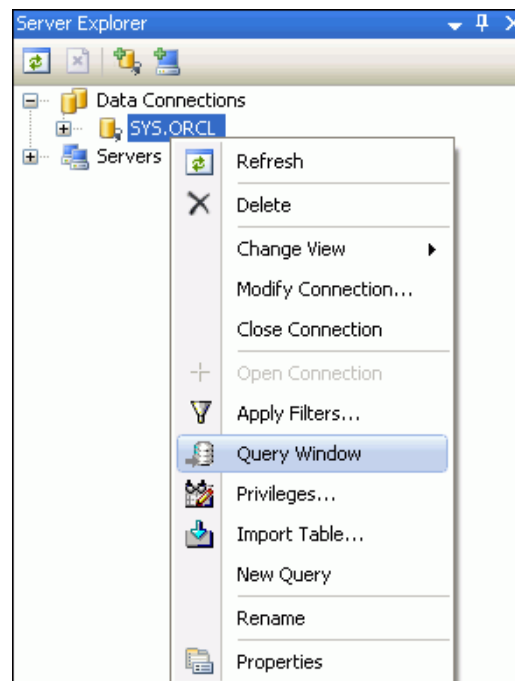 Server Explorer
Data Connections
SYS.ORCL
Servers
Refresh
Delete
Change View
Modify Connection...
Close Connection
Open Connection
Apply Filters...
Query Window
Privileges...
Import Table...
New Query
Rename
Properties